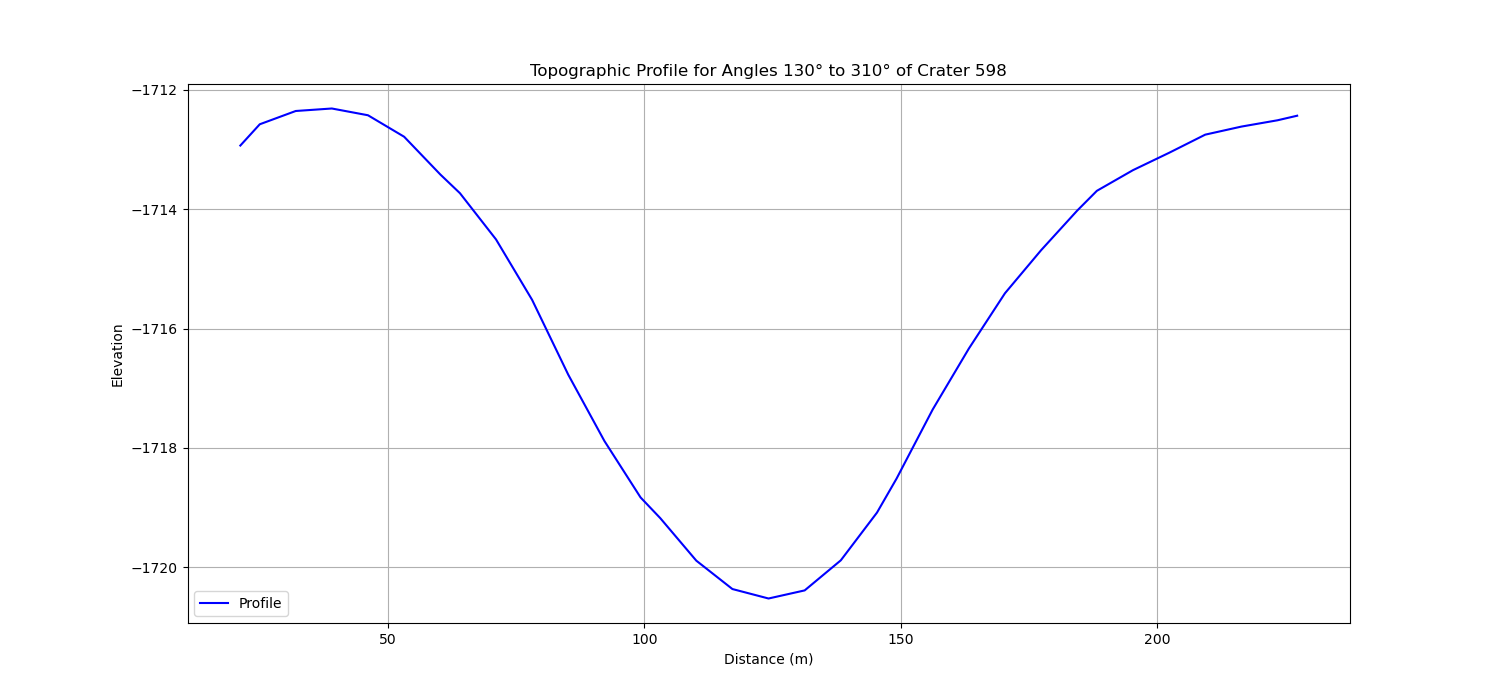 Topographic Profile for Angles 130° to 310° of Crater 598
−1712
−1714
−1716
−1718
−1720
Elevation
Profile
50
100
150
200
Distance (m)